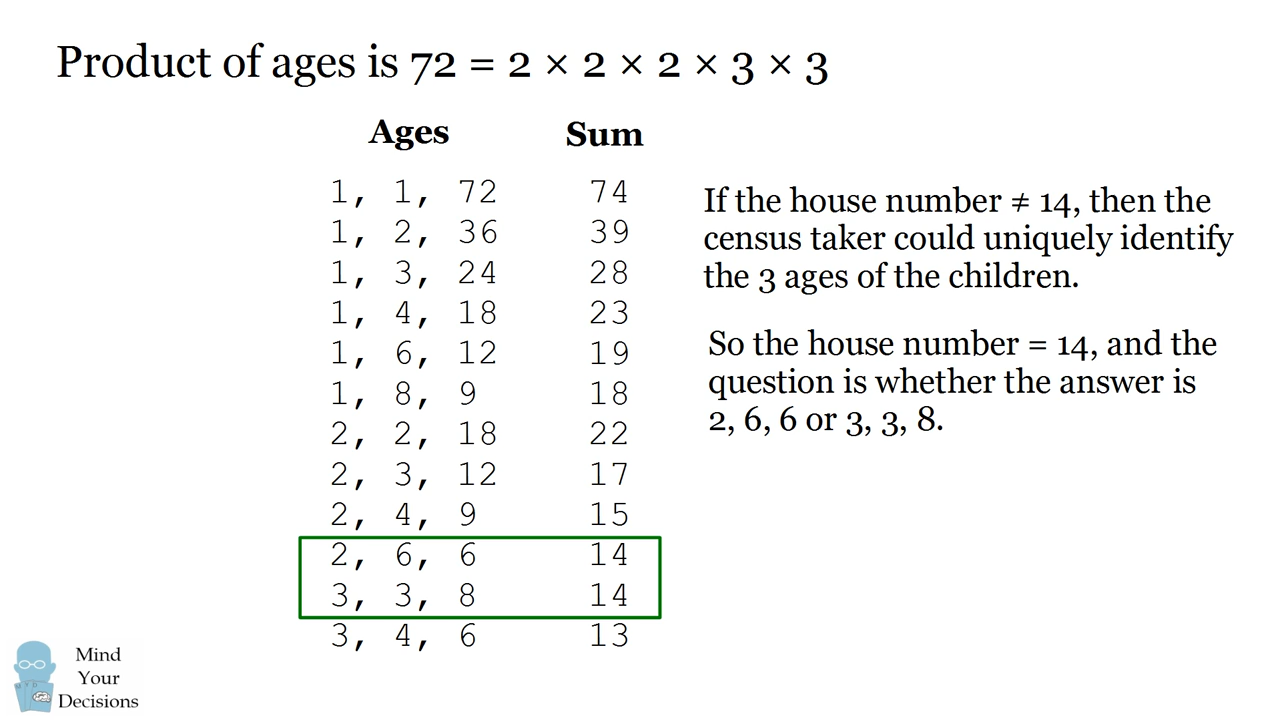 Product of ages is 72 = 2 × 2 × 2 × 3 × 3
Ages Sum
1, 1, 72 74
1, 2, 36 39
1, 3, 24 28
1, 4, 18 23
1, 6, 12 19
1, 8, 9 18
2, 2, 18 22
2, 3, 12 17
2, 4, 9 15
2, 6, 6 14
3, 3, 8 14
3, 4, 6 13
If the house number ≠ 14, then the
census taker could uniquely identify
the 3 ages of the children.
So the house number = 14, and the
question is whether the answer is
2, 6, 6 or 3, 3, 8.
Mind
Your
Decisions